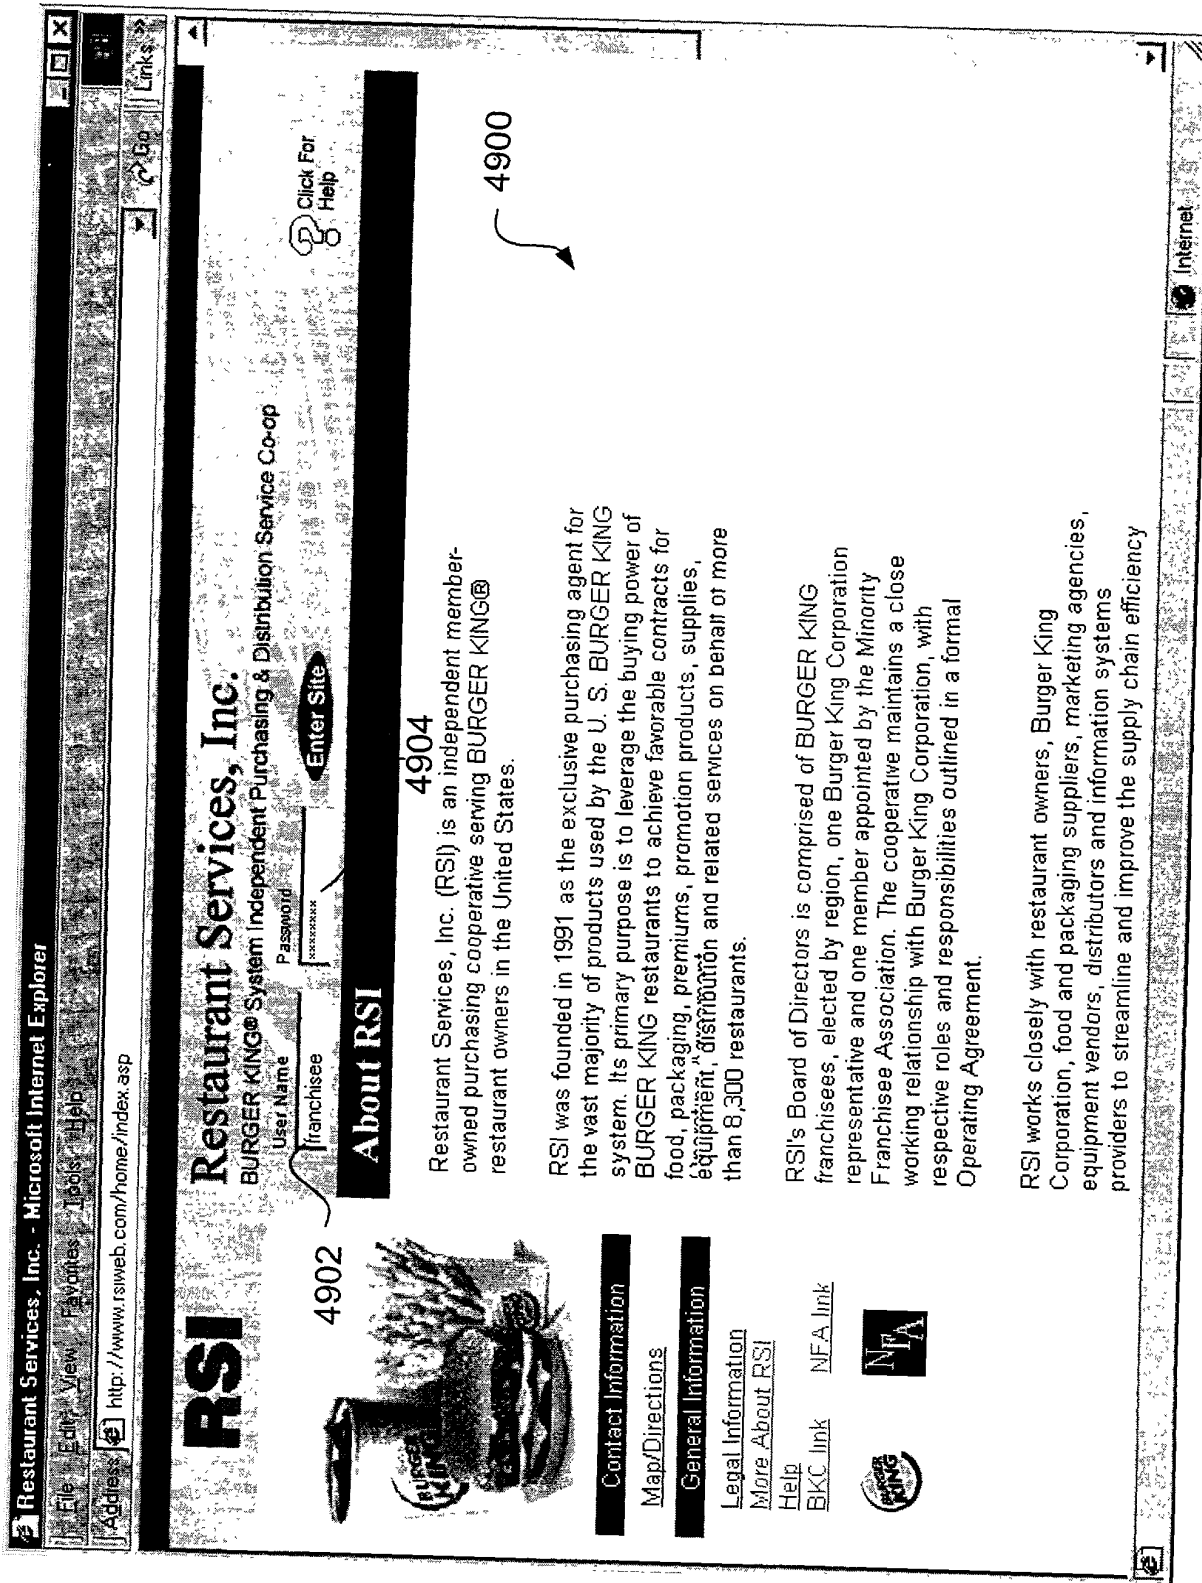 Restaurant Services, Inc. - Microsoft Internet Explorer
File Edit View Favorites Tools Help
Address http://www.rsiweb.com/home/index.asp Go Links »
RSI
Restaurant Services, Inc.
BURGER KING® System Independent Purchasing & Distribution Service Co-op
User Name
franchisee
Password
xxxxxxxxx
Enter Site
Click For
Help
4902
4904
4900
BURGER
KING
Contact Information
Map/Directions
General Information
Legal Information
More About RSI
Help
BKC link NFA link
BURGER
KING
NFA
About RSI
Restaurant Services, Inc. (RSI) is an independent member-
owned purchasing cooperative serving BURGER KING®
restaurant owners in the United States.
RSI was founded in 1991 as the exclusive purchasing agent for
the vast majority of products used by the U. S. BURGER KING
system. Its primary purpose is to leverage the buying power of
BURGER KING restaurants to achieve favorable contracts for
food, packaging, premiums, promotion products, supplies,
equipment, distribution and related services on behalf of more
than 8,300 restaurants.
RSI's Board of Directors is comprised of BURGER KING
franchisees, elected by region, one Burger King Corporation
representative and one member appointed by the Minority
Franchisee Association. The cooperative maintains a close
working relationship with Burger King Corporation, with
respective roles and responsibilities outlined in a formal
Operating Agreement.
RSI works closely with restaurant owners, Burger King
Corporation, food and packaging suppliers, marketing agencies,
equipment vendors, distributors and information systems
providers to streamline and improve the supply chain efficiency
Internet